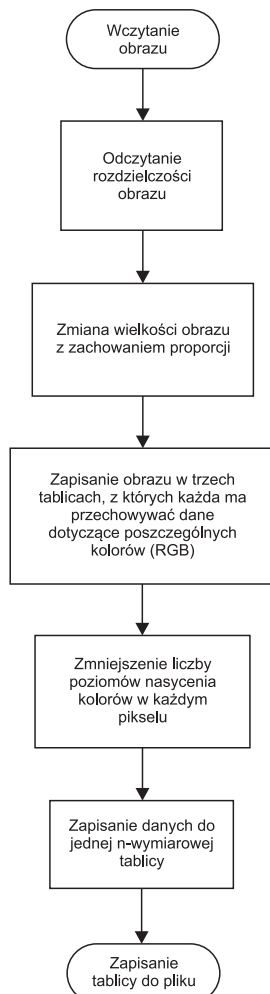 Wczytanie
obrazu
Odczytanie
rozdzielczości
obrazu
Zmiana wielkości obrazu
z zachowaniem proporcji
Zapisanie obrazu w trzech
tablicach, z których każda ma
przechowywać dane
dotyczące poszczególnych
kolorów (RGB)
Zmniejszenie liczby
poziomów nasycenia
kolorów w każdym
pikselu
Zapisanie danych do
jednej n-wymiarowej
tablicy
Zapisanie
tablicy do pliku